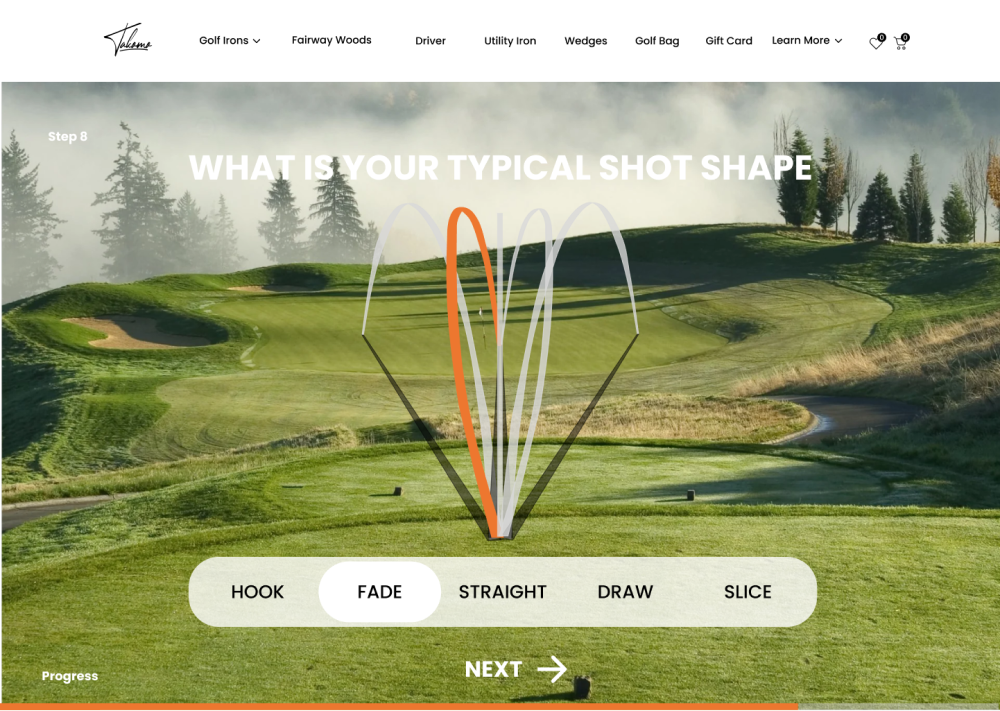 Takomo
Golf Irons
Fairway Woods
Driver
Utility Iron
Wedges
Golf Bag
Gift Card
Learn More
0
0
Step 8
WHAT IS YOUR TYPICAL SHOT SHAPE
HOOK
FADE
STRAIGHT
DRAW
SLICE
NEXT
Progress